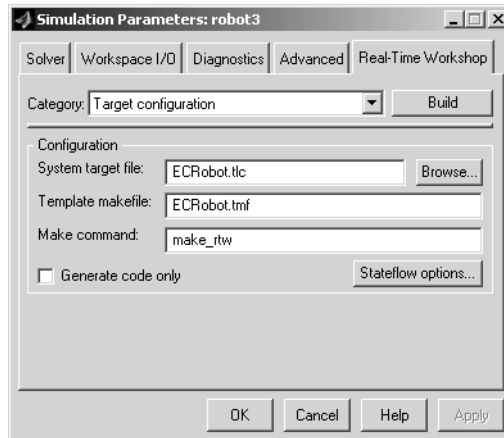 Simulation Parameters: robot3
Solver Workspace I/O Diagnostics Advanced Real-Time Workshop
Category: Target configuration Build
Configuration
System target file: ECRobot.tlc Browse...
Template makefile: ECRobot.tmf
Make command: make_rtw
Generate code only Stateflow options...
OK Cancel Help Apply